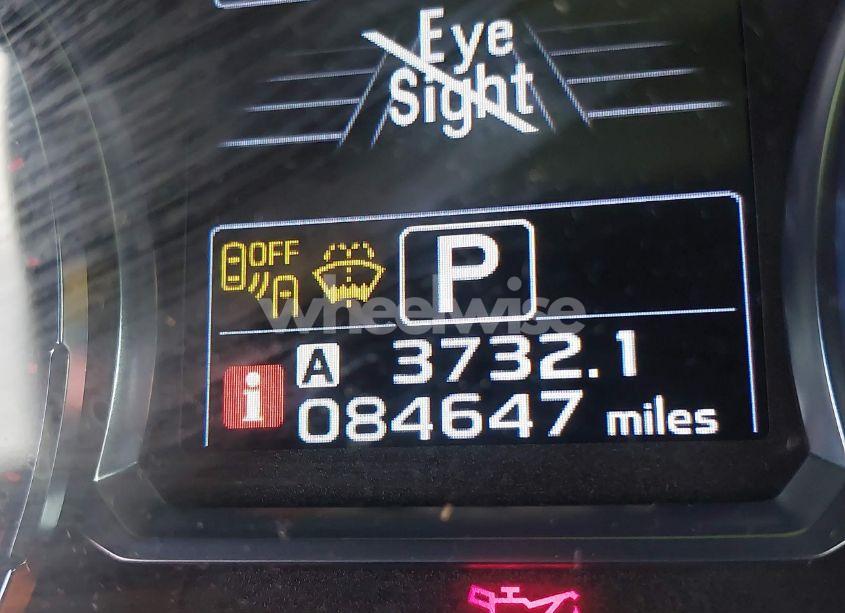 Eye
Sight
OFF
P
wheelwise
i
A 3732.1
084647 miles